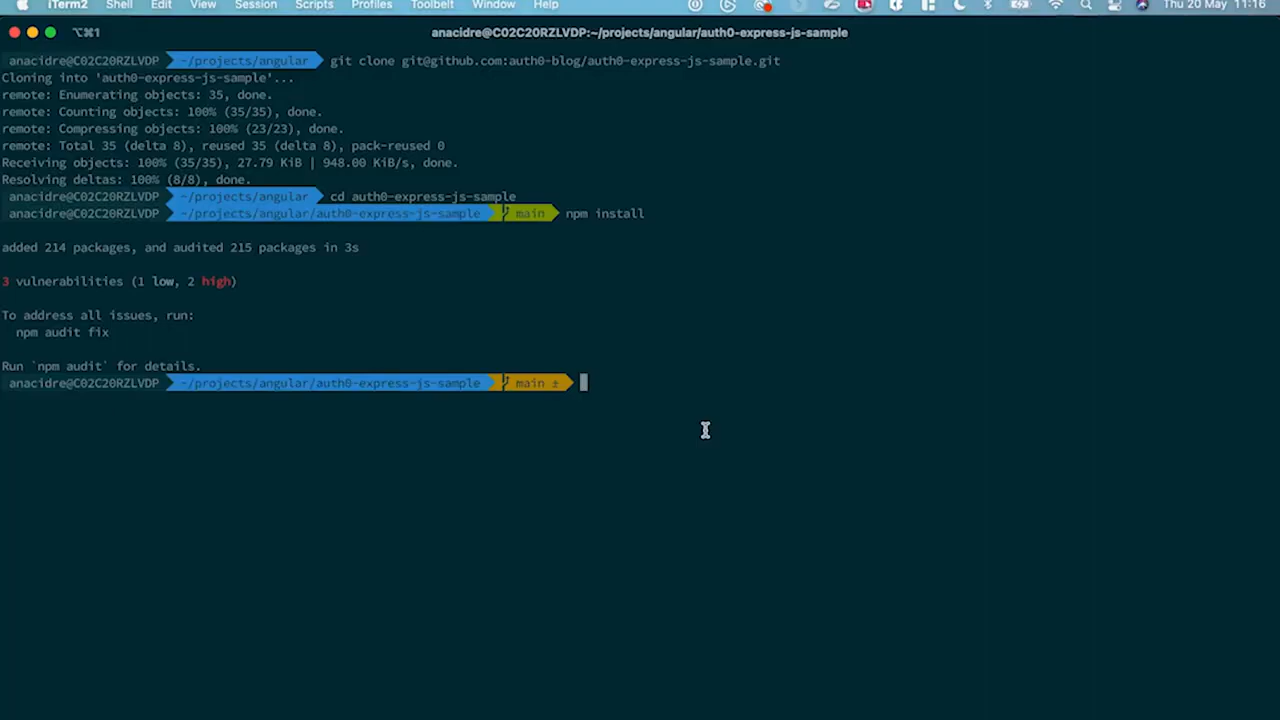 iTerm2 Shell Edit View Session Scripts Profiles Toolbelt Window Help Thu 20 May 11:16
⌥⌘1 anacidre@C02C20RZLVDP:~/projects/angular/auth0-express-js-sample
anacidre@C02C20RZLVDP ~/projects/angular git clone git@github.com:auth0-blog/auth0-express-js-sample.git
Cloning into 'auth0-express-js-sample'...
remote: Enumerating objects: 35, done.
remote: Counting objects: 100% (35/35), done.
remote: Compressing objects: 100% (23/23), done.
remote: Total 35 (delta 8), reused 35 (delta 8), pack-reused 0
Receiving objects: 100% (35/35), 27.79 KiB | 948.00 KiB/s, done.
Resolving deltas: 100% (8/8), done.
anacidre@C02C20RZLVDP ~/projects/angular cd auth0-express-js-sample
anacidre@C02C20RZLVDP ~/projects/angular/auth0-express-js-sample main npm install
added 214 packages, and audited 215 packages in 3s
3 vulnerabilities (1 low, 2 high)
To address all issues, run:
npm audit fix
Run `npm audit` for details.
anacidre@C02C20RZLVDP ~/projects/angular/auth0-express-js-sample main ±